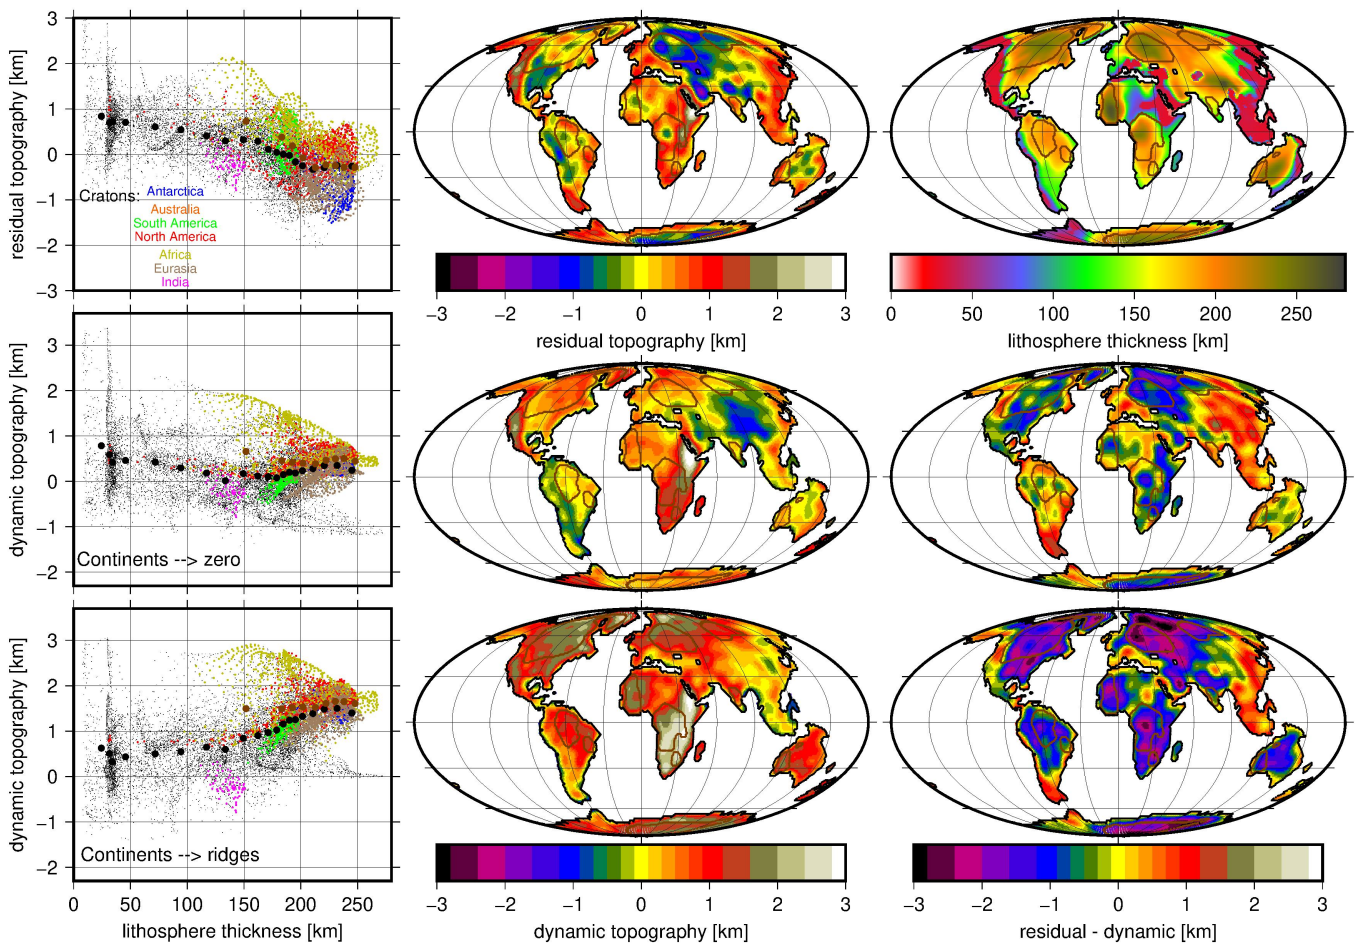 3
2
1
0
−1
−2
−3
residual topography [km]
Cratons:
Antarctica
Australia
South America
North America
Africa
Eurasia
India
−3
−2
−1
0
1
2
3
residual topography [km]
0
50
100
150
200
250
lithosphere thickness [km]
3
2
1
0
−1
−2
dynamic topography [km]
Continents --> zero
3
2
1
0
−1
−2
dynamic topography [km]
Continents --> ridges
0
50
100
150
200
250
lithosphere thickness [km]
−3
−2
−1
0
1
2
3
dynamic topography [km]
−3
−2
−1
0
1
2
3
residual - dynamic [km]